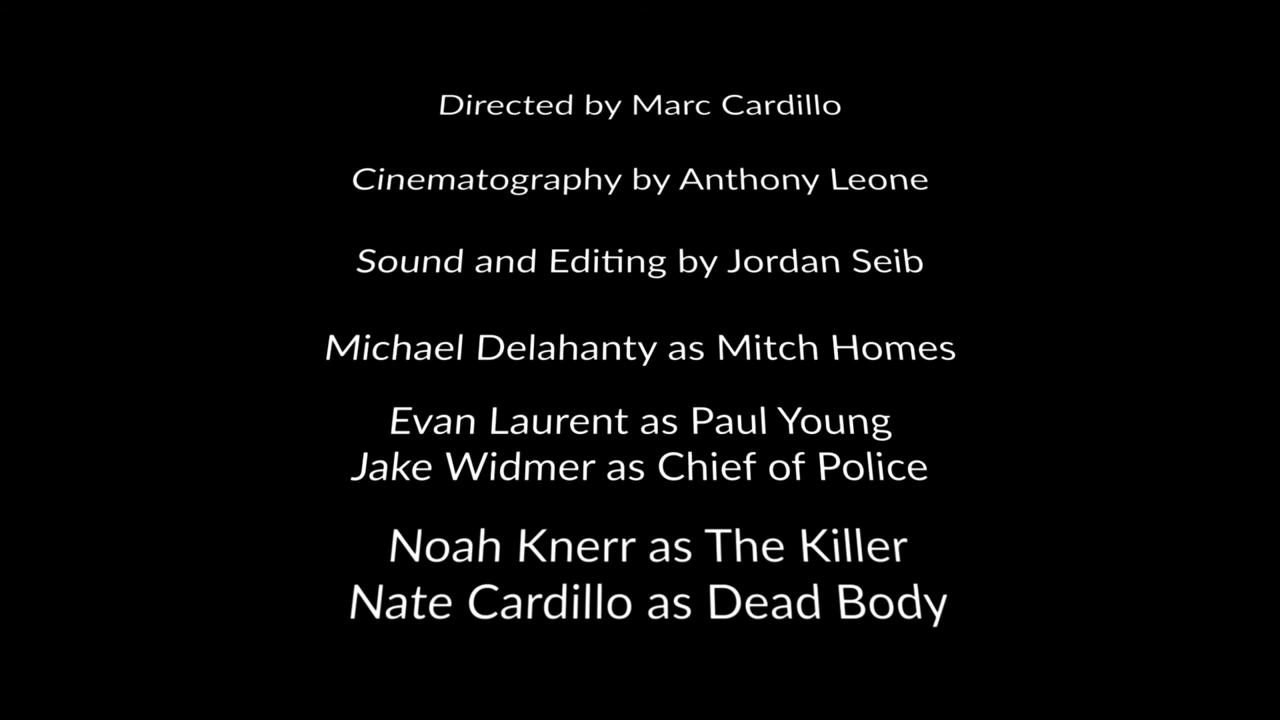 Directed by Marc Cardillo
Cinematography by Anthony Leone
Sound and Editing by Jordan Seib
Michael Delahanty as Mitch Homes
Evan Laurent as Paul Young
Jake Widmer as Chief of Police
Noah Knerr as The Killer
Nate Cardillo as Dead Body